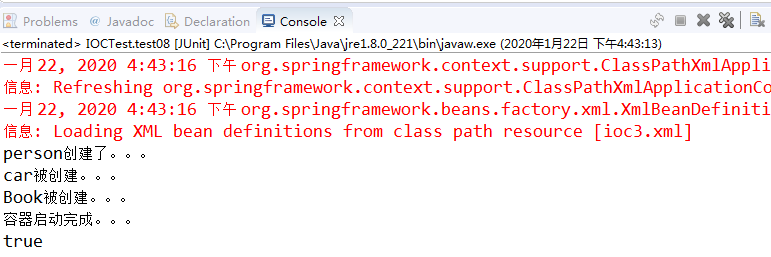 Problems @ Javadoc Declaration Console
<terminated> IOCTest.test08 [JUnit] C:\Program Files\Java\jre1.8.0_221\bin\javaw.exe (2020年1月22日 下午4:43:13)
一月 22, 2020 4:43:16 下午 org.springframework.context.support.ClassPathXmlAppli
信息: Refreshing org.springframework.context.support.ClassPathXmlApplicationCo
一月 22, 2020 4:43:16 下午 org.springframework.beans.factory.xml.XmlBeanDefiniti
信息: Loading XML bean definitions from class path resource [ioc3.xml]
person创建了。。。
car被创建。。。
Book被创建。。。
容器启动完成。。。
true